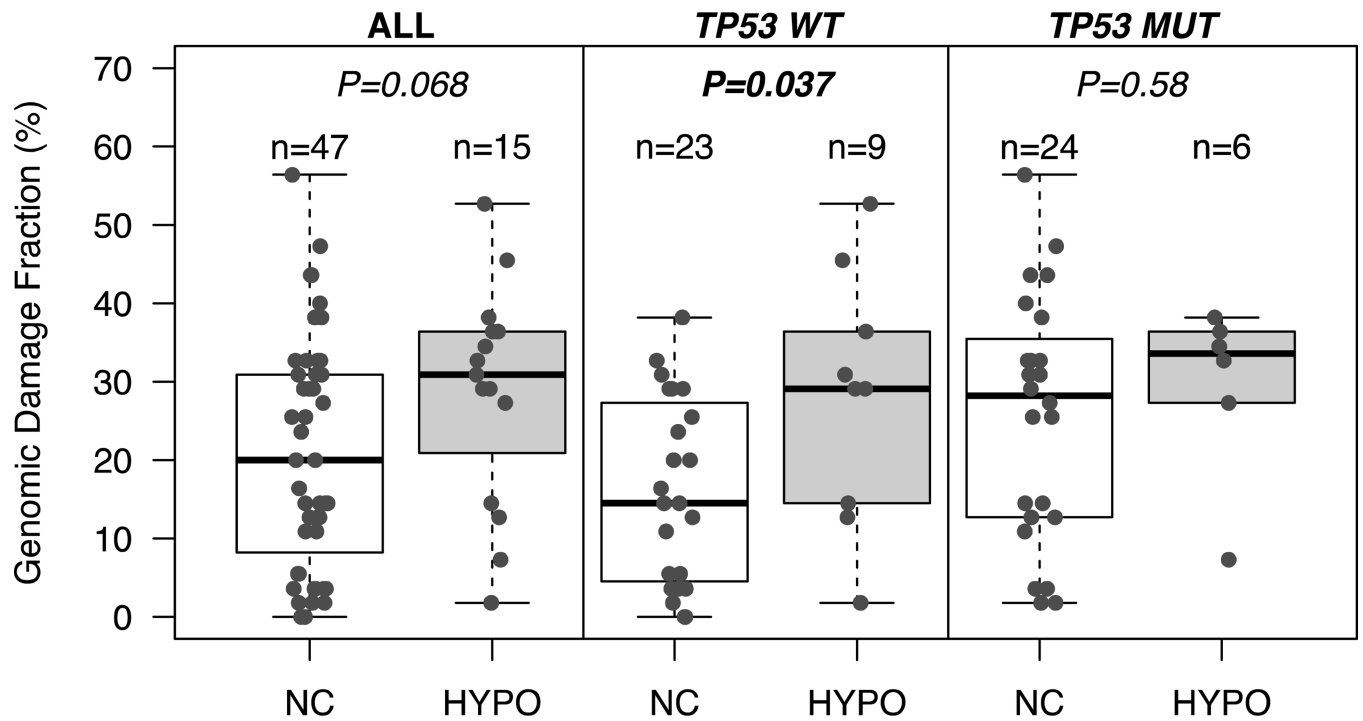 ALL TP53 WT TP53 MUT
P=0.068 P=0.037 P=0.58
n=47 n=15 n=23 n=9 n=24 n=6
Genomic Damage Fraction (%)
70
60
50
40
30
20
10
0
NC HYPO NC HYPO NC HYPO